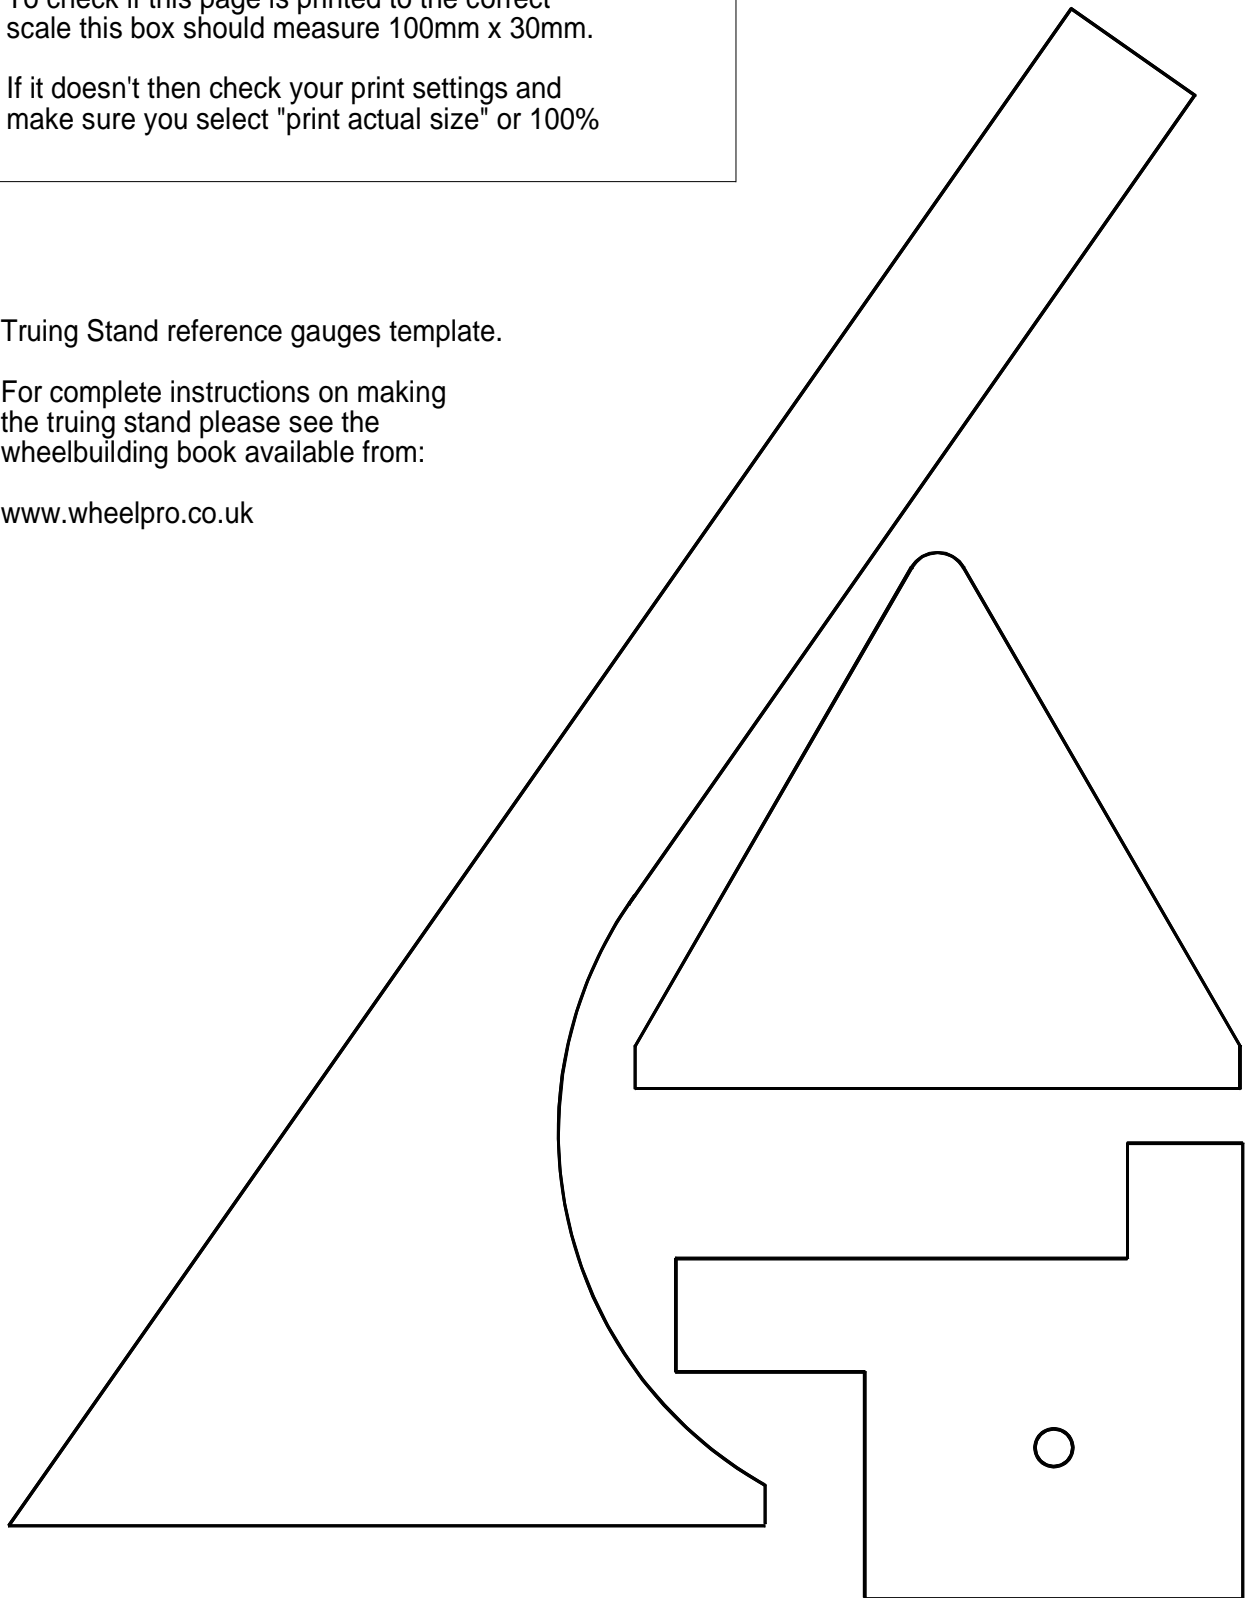 To check if this page is printed to the correct
scale this box should measure 100mm x 30mm.
If it doesn't then check your print settings and
make sure you select "print actual size" or 100%
Truing Stand reference gauges template.
For complete instructions on making
the truing stand please see the
wheelbuilding book available from:
www.wheelpro.co.uk